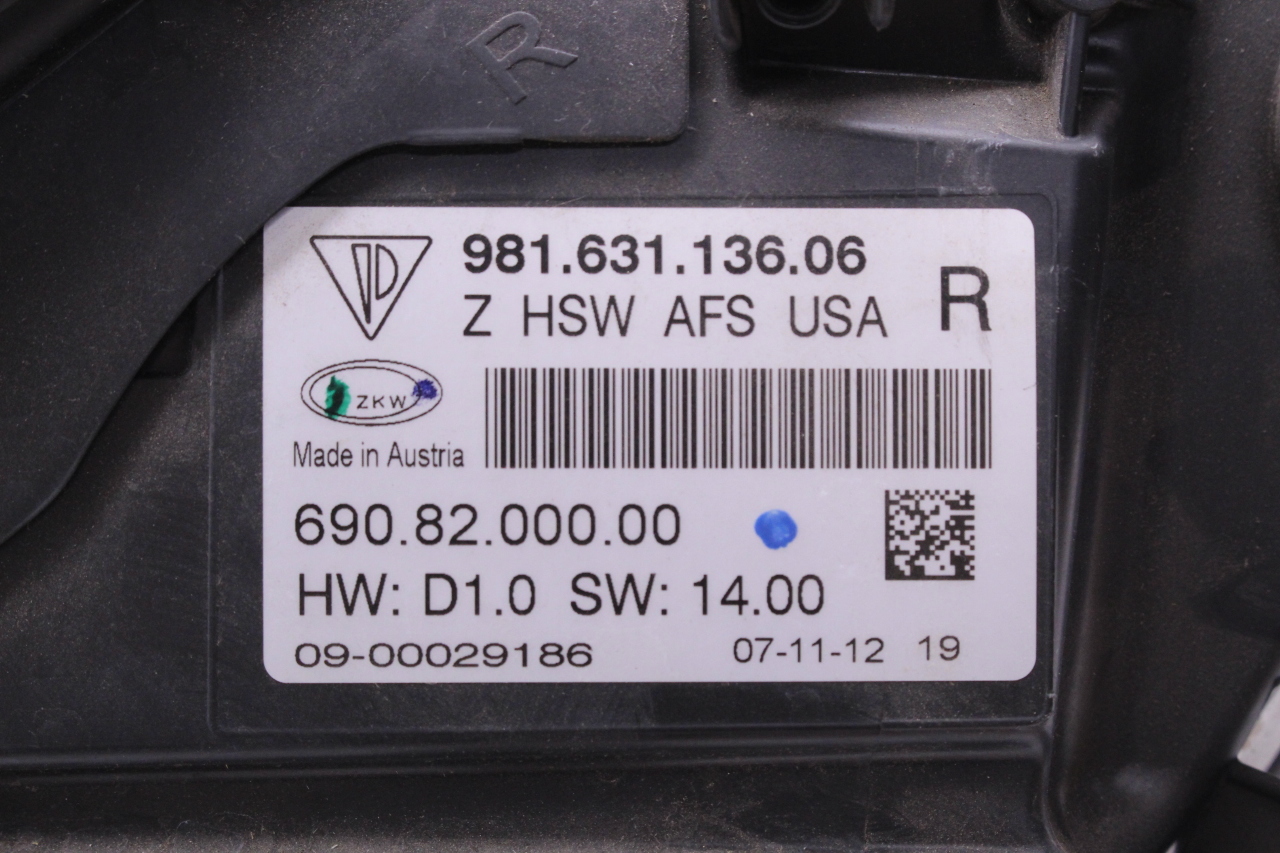 R
981.631.136.06
Z HSW AFS USA R
ZKW
Made in Austria
690.82.000.00
HW: D1.0 SW: 14.00
09-00029186 07-11-12 19